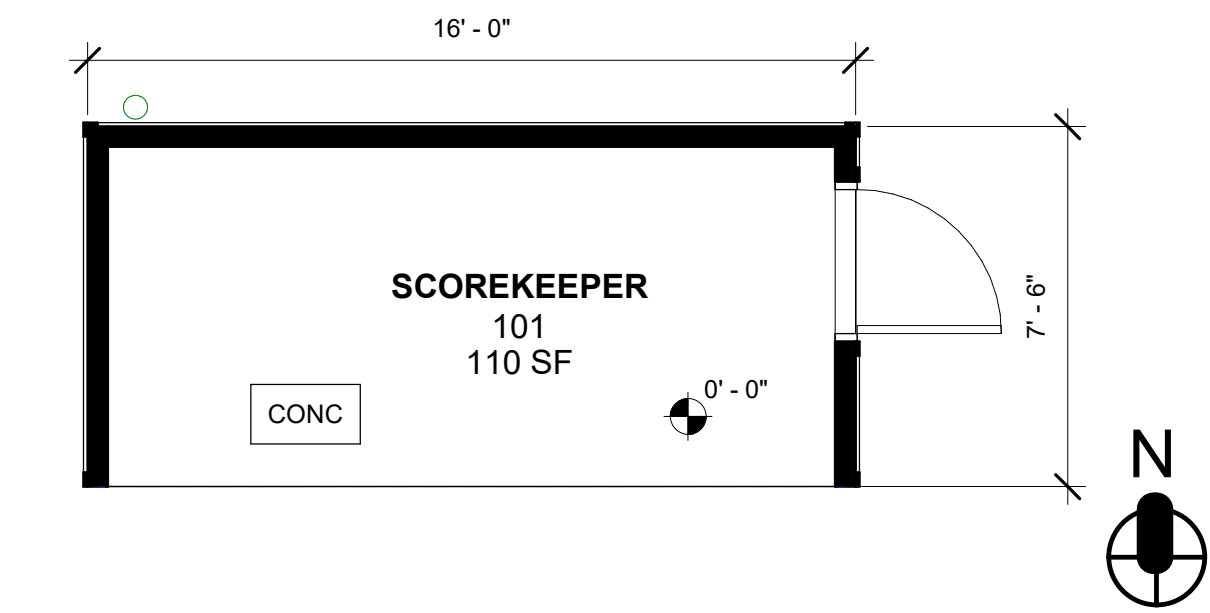 16' - 0"
SCOREKEEPER
101
110 SF
7' - 6"
0' - 0"
CONC
N